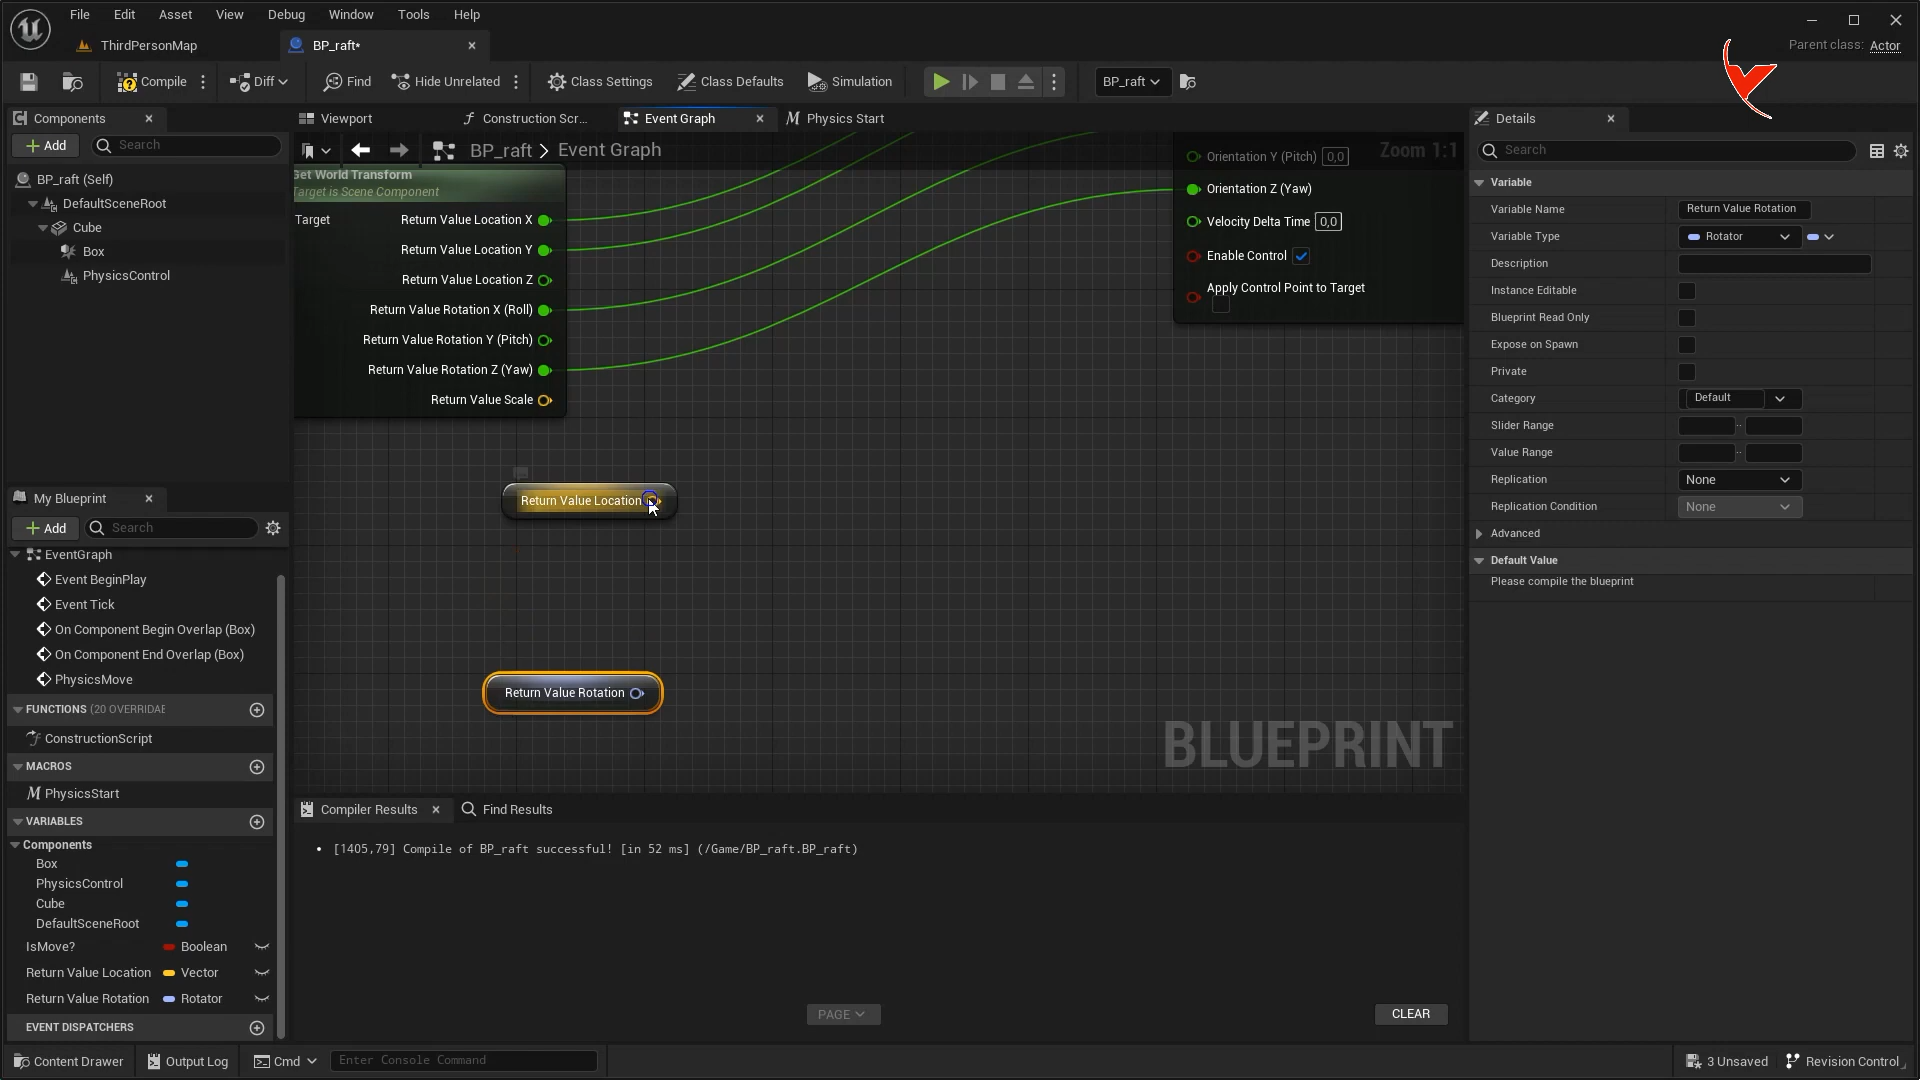 File Edit Asset View Debug Window Tools Help
ThirdPersonMap
BP_raft*
Parent class: Actor
Compile
Diff
Find
Hide Unrelated
Class Settings
Class Defaults
Simulation
BP_raft
Components
Add
Search
BP_raft (Self)
DefaultSceneRoot
Cube
Box
PhysicsControl
My Blueprint
Add
Search
EventGraph
Event BeginPlay
Event Tick
On Component Begin Overlap (Box)
On Component End Overlap (Box)
PhysicsMove
FUNCTIONS (20 OVERRIDAE
ConstructionScript
MACROS
PhysicsStart
VARIABLES
Components
Box
PhysicsControl
Cube
DefaultSceneRoot
IsMove? Boolean
Return Value Location Vector
Return Value Rotation Rotator
EVENT DISPATCHERS
Viewport
Construction Scr...
Event Graph
Physics Start
BP_raft > Event Graph
Zoom 1:1
Get World Transform
Target is Scene Component
Target
Return Value Location X
Return Value Location Y
Return Value Location Z
Return Value Rotation X (Roll)
Return Value Rotation Y (Pitch)
Return Value Rotation Z (Yaw)
Return Value Scale
Orientation Y (Pitch) 0,0
Orientation Z (Yaw)
Velocity Delta Time 0,0
Enable Control
Apply Control Point to Target
Return Value Location
Return Value Rotation
BLUEPRINT
Compiler Results
Find Results
• [1405,79] Compile of BP_raft successful! [in 52 ms] (/Game/BP_raft.BP_raft)
PAGE
CLEAR
Details
Search
Variable
Variable Name Return Value Rotation
Variable Type Rotator
Description
Instance Editable
Blueprint Read Only
Expose on Spawn
Private
Category Default
Slider Range ..
Value Range ..
Replication None
Replication Condition None
Advanced
Default Value
Please compile the blueprint
Content Drawer
Output Log
Cmd
Enter Console Command
3 Unsaved
Revision Control